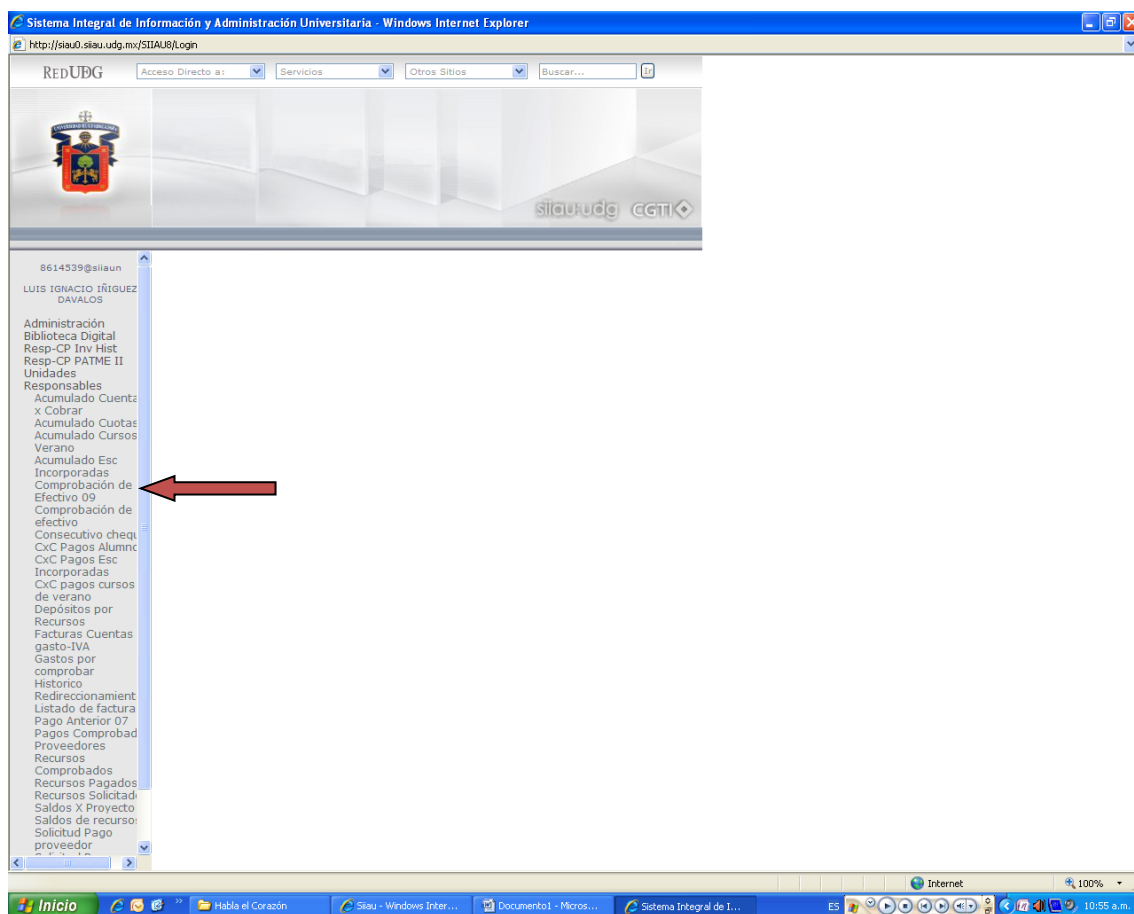 Sistema Integral de Información y Administración Universitaria - Windows Internet Explorer
http://siau0.siiau.udg.mx/SIIAU8/Login
REDUDG
Acceso Directo a:
Servicios
Otros Sitios
Buscar...
Ir
siiau:udg CGTI
8614539@siiaun
LUIS IGNACIO IÑIGUEZ
DAVALOS
Administración
Biblioteca Digital
Resp-CP Inv Hist
Resp-CP PATME II
Unidades
Responsables
Acumulado Cuenta
x Cobrar
Acumulado Cuotas
Acumulado Cursos
Verano
Acumulado Esc
Incorporadas
Comprobación de
Efectivo 09
Comprobación de
efectivo
Consecutivo chequ
CxC Pagos Alumno
CxC Pagos Esc
Incorporadas
CxC pagos cursos
de verano
Depósitos por
Recursos
Facturas Cuentas
gasto-IVA
Gastos por
comprobar
Historico
Redireccionamient
Listado de factura
Pago Anterior 07
Pagos Comprobad
Proveedores
Recursos
Comprobados
Recursos Pagados
Recursos Solicitad
Saldos X Proyecto
Saldos de recursos
Solicitud Pago
proveedor
Internet
100%
Inicio
Habla el Corazón
Siiau - Windows Inter...
Documento1 - Micros...
Sistema Integral de I...
ES
10:55 a.m.